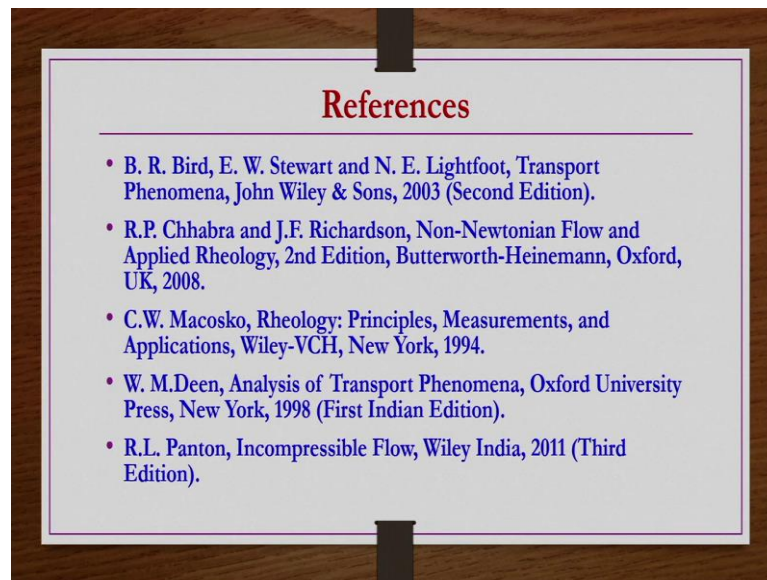 References
• B. R. Bird, E. W. Stewart and N. E. Lightfoot, Transport
Phenomena, John Wiley & Sons, 2003 (Second Edition).
• R.P. Chhabra and J.F. Richardson, Non-Newtonian Flow and
Applied Rheology, 2nd Edition, Butterworth-Heinemann, Oxford,
UK, 2008.
• C.W. Macosko, Rheology: Principles, Measurements, and
Applications, Wiley-VCH, New York, 1994.
• W. M.Deen, Analysis of Transport Phenomena, Oxford University
Press, New York, 1998 (First Indian Edition).
• R.L. Panton, Incompressible Flow, Wiley India, 2011 (Third
Edition).